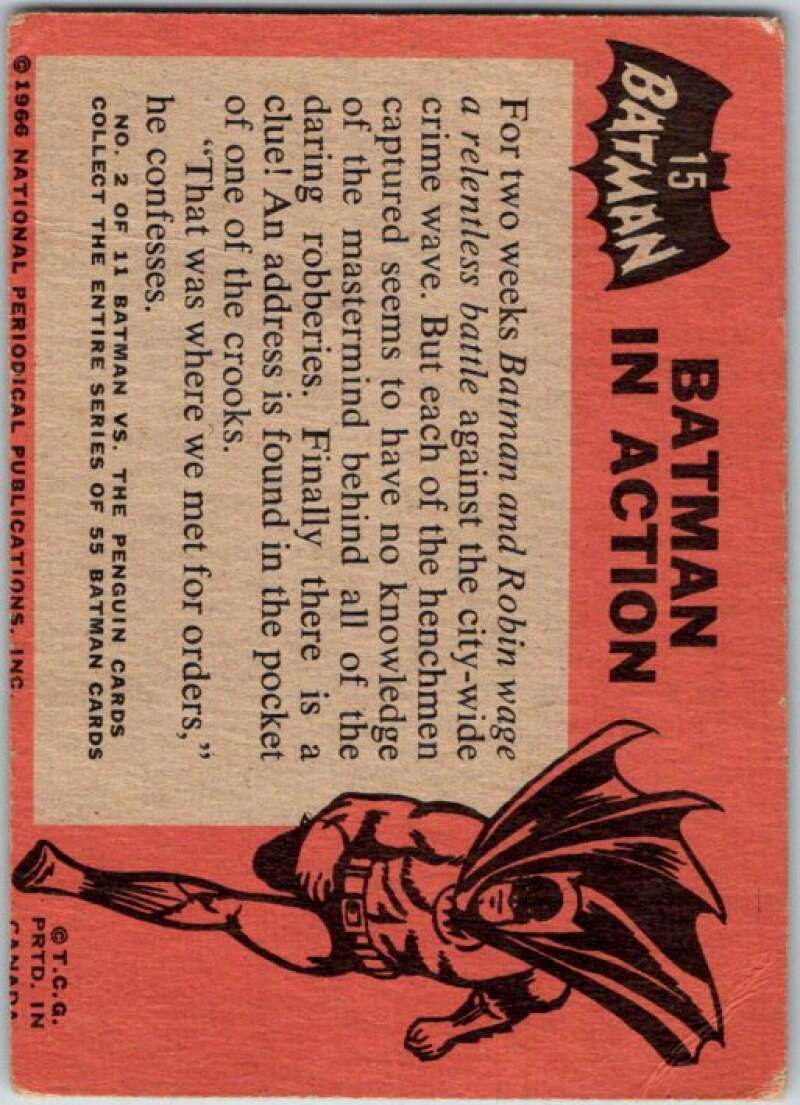 15
BATMAN
BATMAN
IN ACTION
For two weeks Batman and Robin wage
a relentless battle against the city-wide
crime wave. But each of the henchmen
captured seems to have no knowledge
of the mastermind behind all of the
daring robberies. Finally there is a
clue! An address is found in the pocket
of one of the crooks.
“That was where we met for orders,”
he confesses.
NO. 2 OF 11 BATMAN VS. THE PENGUIN CARDS
COLLECT THE ENTIRE SERIES OF 55 BATMAN CARDS
© 1966 NATIONAL PERIODICAL PUBLICATIONS, INC.
© T.C.G.
PRTD. IN
CANADA